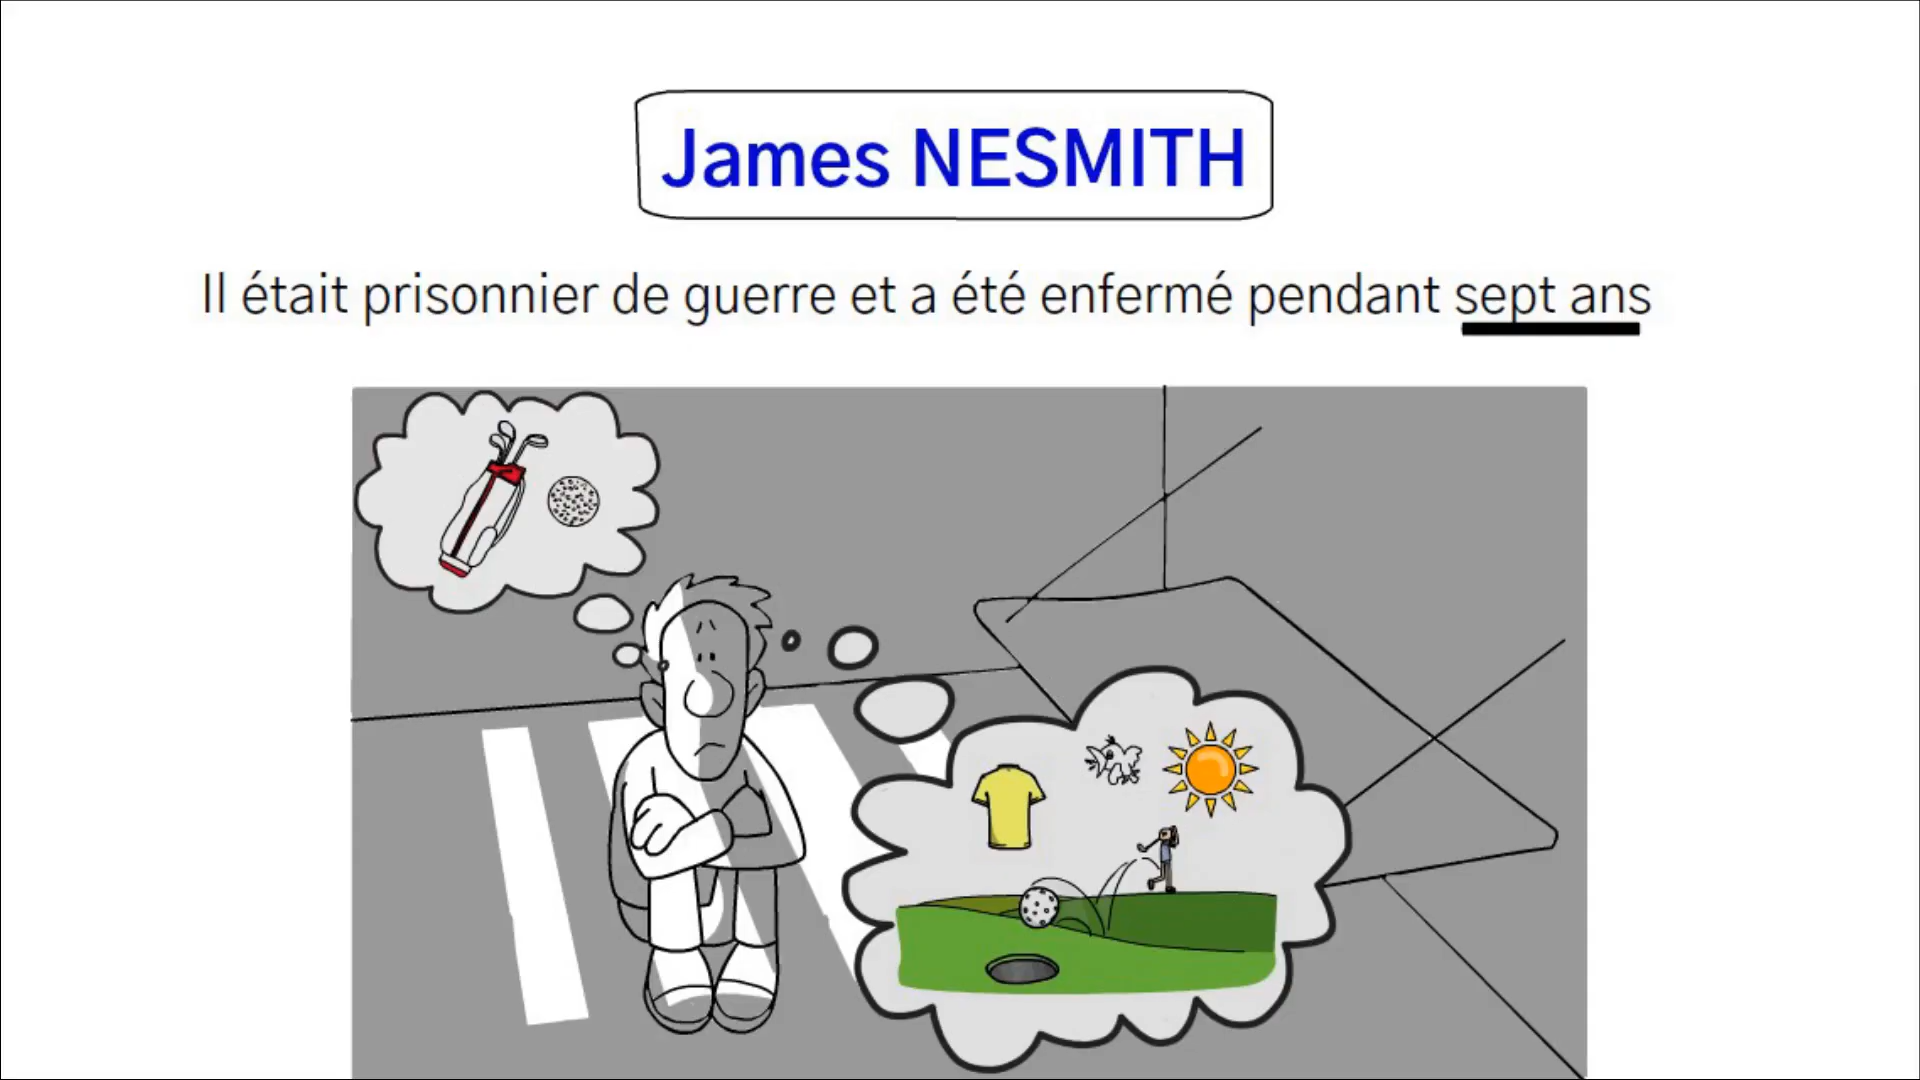 James NESMITH
Il était prisonnier de guerre et a été enfermé pendant sept ans